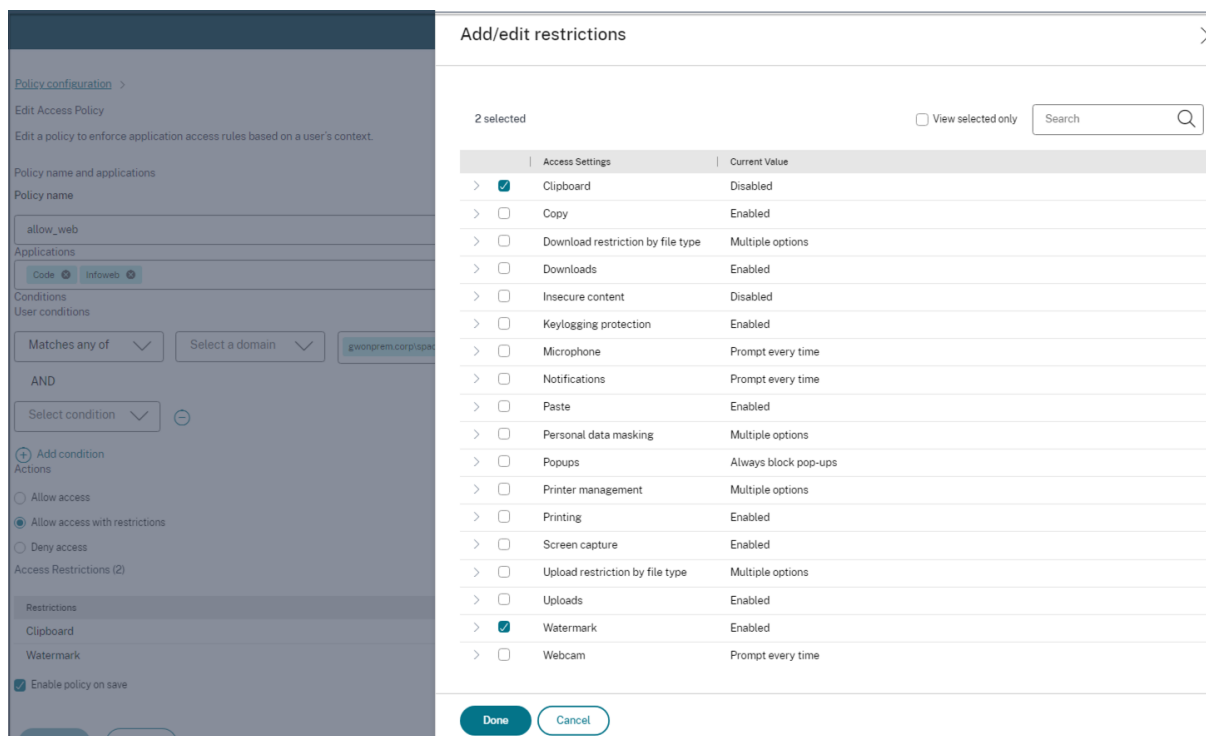 Policy configuration >
Edit Access Policy
Edit a policy to enforce application access rules based on a user's context.
Policy name and applications
Policy name
allow_web
Applications
Code Infoweb
Conditions
User conditions
Matches any of Select a domain gwonprem.corp\spac
AND
Select condition
Add condition
Actions
Allow access
Allow access with restrictions
Deny access
Access Restrictions (2)
Restrictions
Clipboard
Watermark
Enable policy on save
Add/edit restrictions
2 selected View selected only Search
Access Settings Current Value
Clipboard Disabled
Copy Enabled
Download restriction by file type Multiple options
Downloads Enabled
Insecure content Disabled
Keylogging protection Enabled
Microphone Prompt every time
Notifications Prompt every time
Paste Enabled
Personal data masking Multiple options
Popups Always block pop-ups
Printer management Multiple options
Printing Enabled
Screen capture Enabled
Upload restriction by file type Multiple options
Uploads Enabled
Watermark Enabled
Webcam Prompt every time
Done Cancel